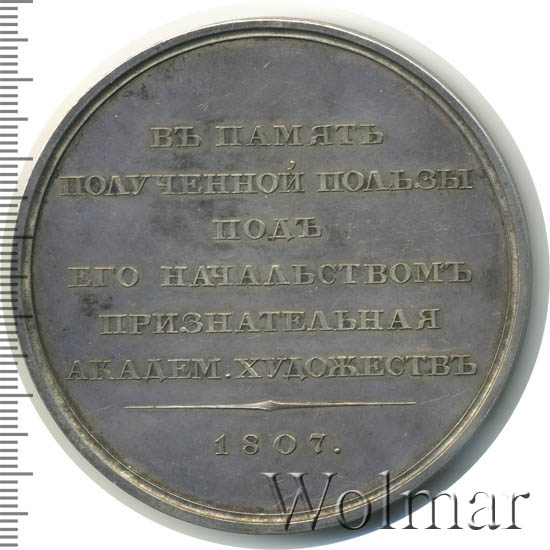 ВЪ ПАМЯТЬ
ПОЛУЧЕННОЙ ПОЛЬЗЫ
ПОДЪ
ЕГО НАЧАЛЬСТВОМЪ
ПРИЗНАТЕЛЬНАЯ
АКАДЕМ. ХУДОЖЕСТВЪ
1807.
Wolmar